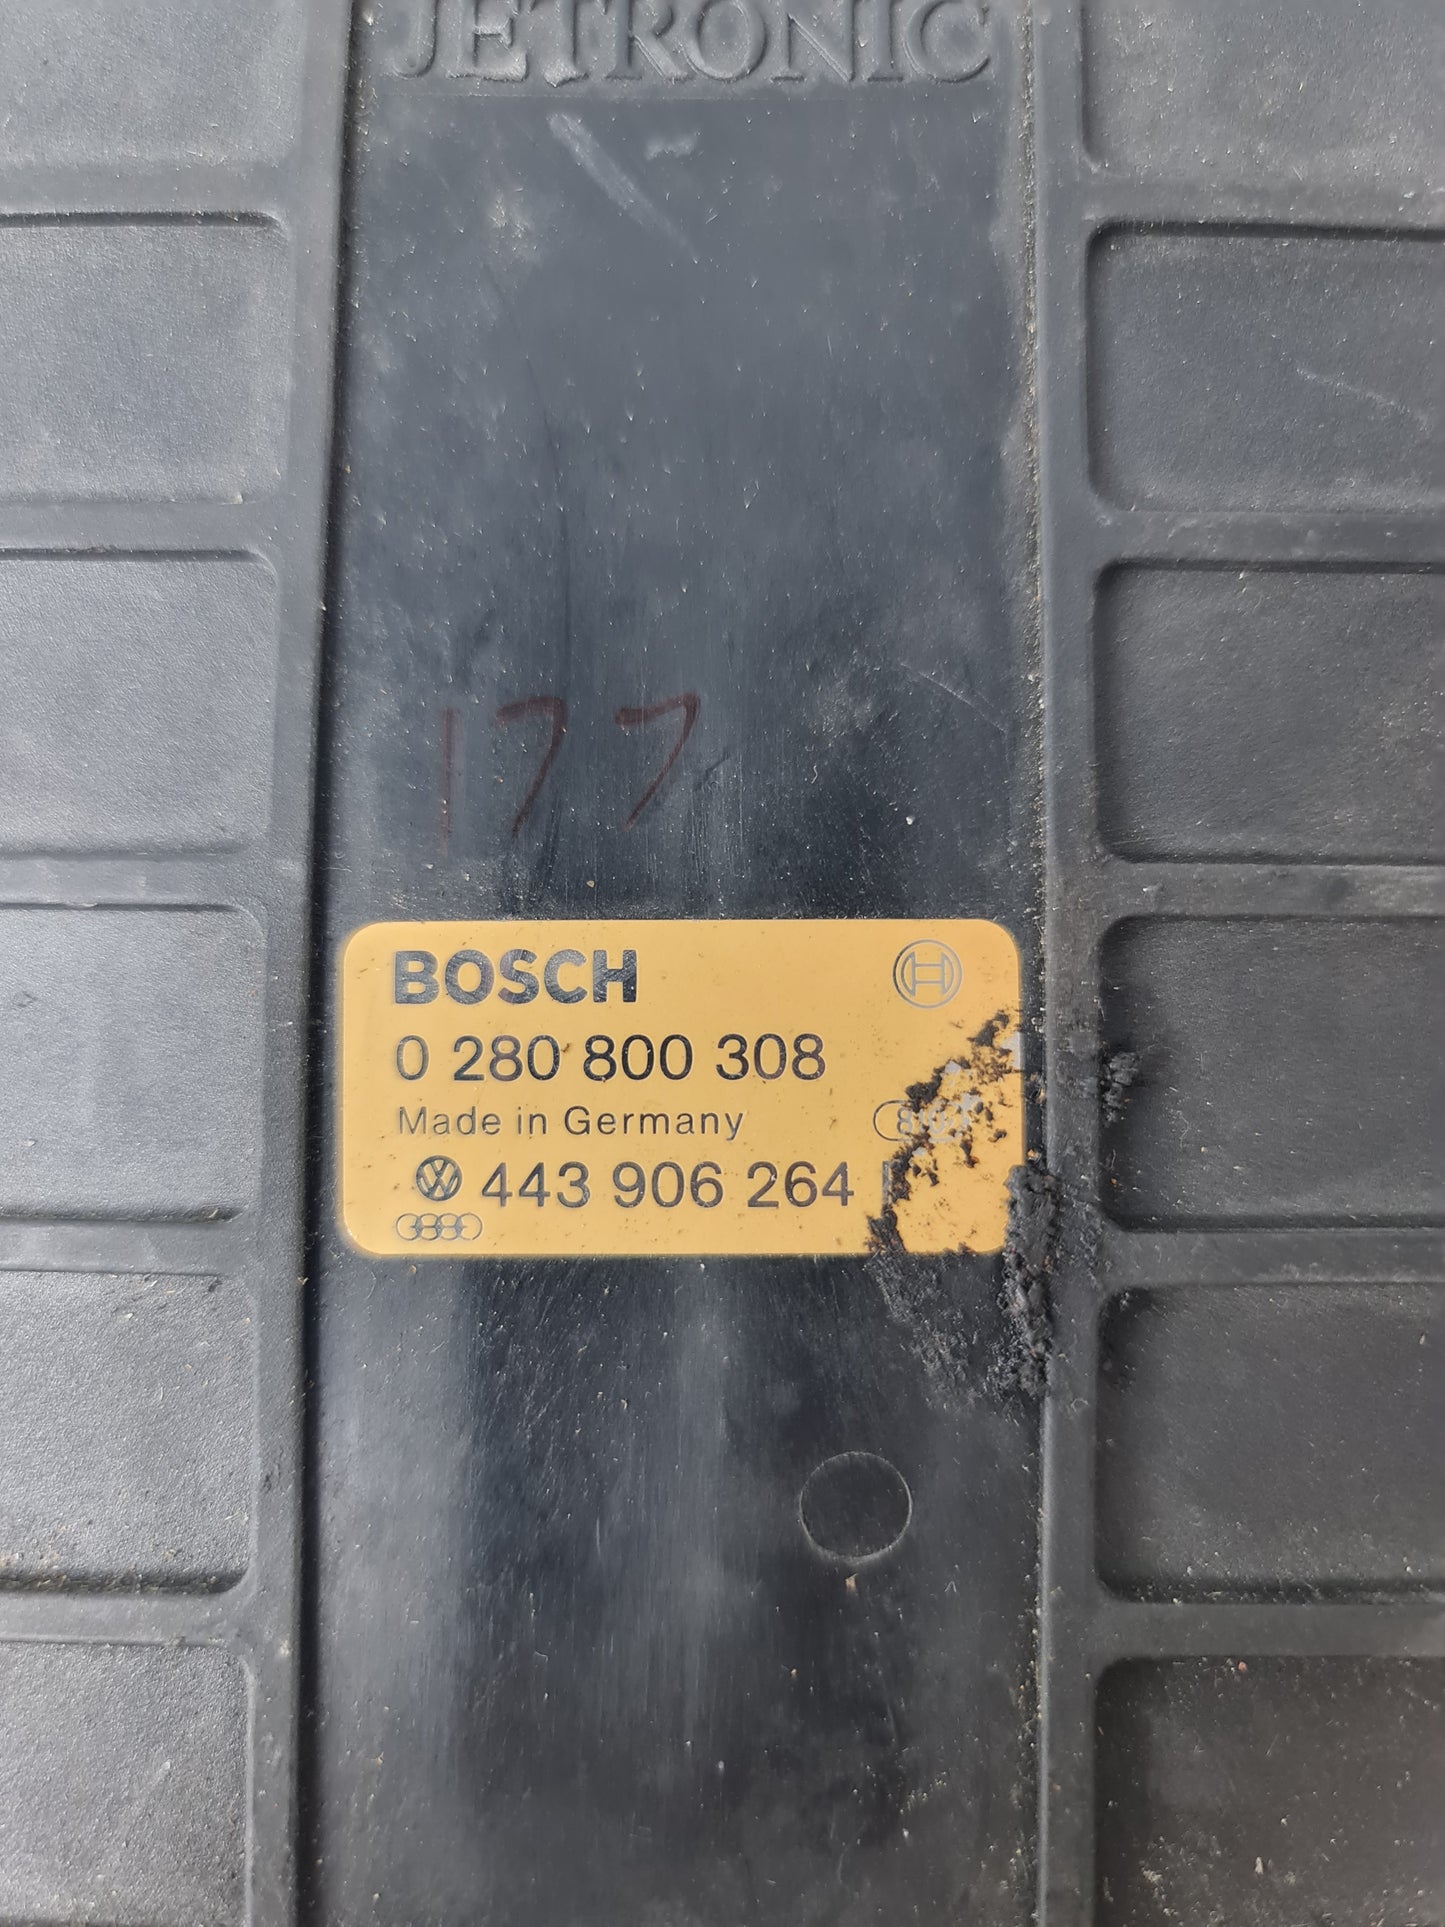 JETRONIC
177
BOSCH
0 280 800 308
Made in Germany
443 906 264